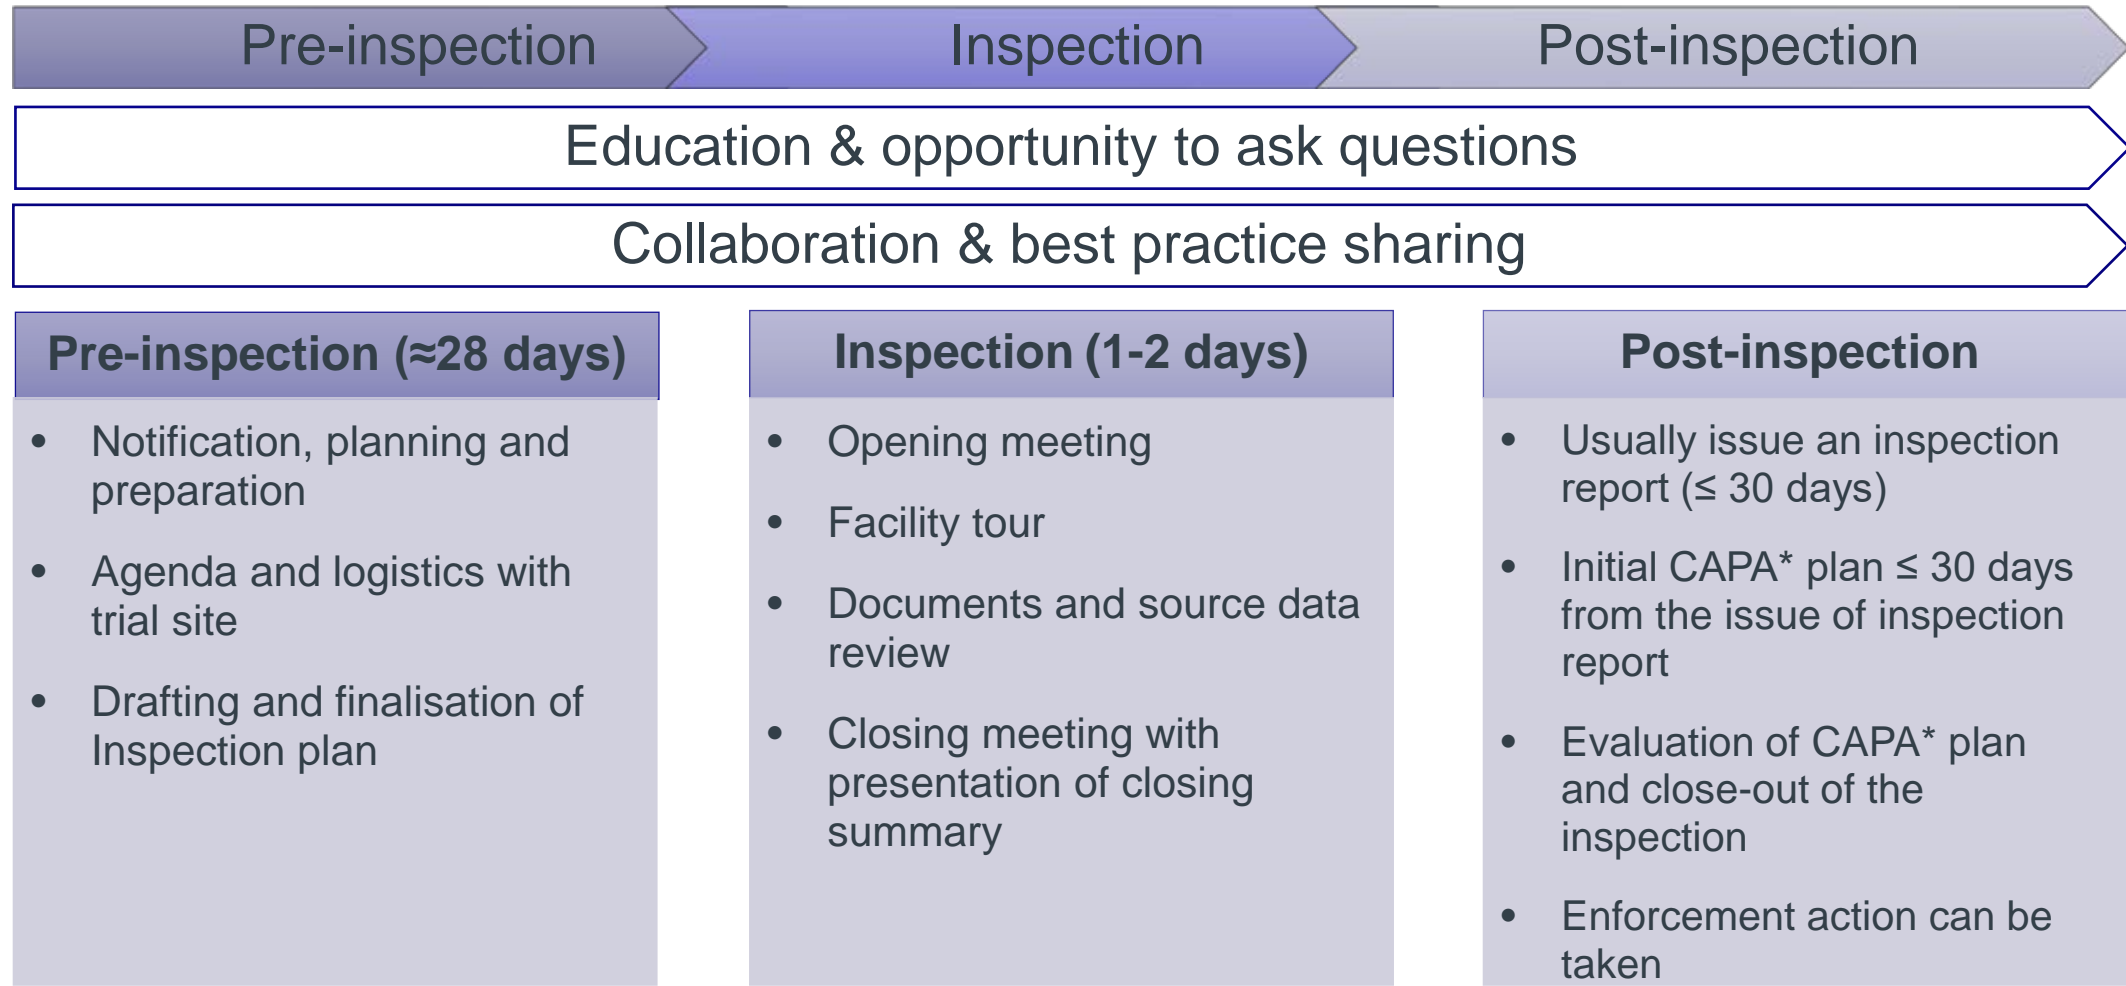 Pre-inspection
Inspection
Post-inspection
Education & opportunity to ask questions
Collaboration & best practice sharing
Pre-inspection (≈28 days)
• Notification, planning and
preparation
• Agenda and logistics with
trial site
• Drafting and finalisation of
Inspection plan
Inspection (1-2 days)
• Opening meeting
• Facility tour
• Documents and source data
review
• Closing meeting with
presentation of closing
summary
Post-inspection
• Usually issue an inspection
report (≤ 30 days)
• Initial CAPA* plan ≤ 30 days
from the issue of inspection
report
• Evaluation of CAPA* plan
and close-out of the
inspection
• Enforcement action can be
taken